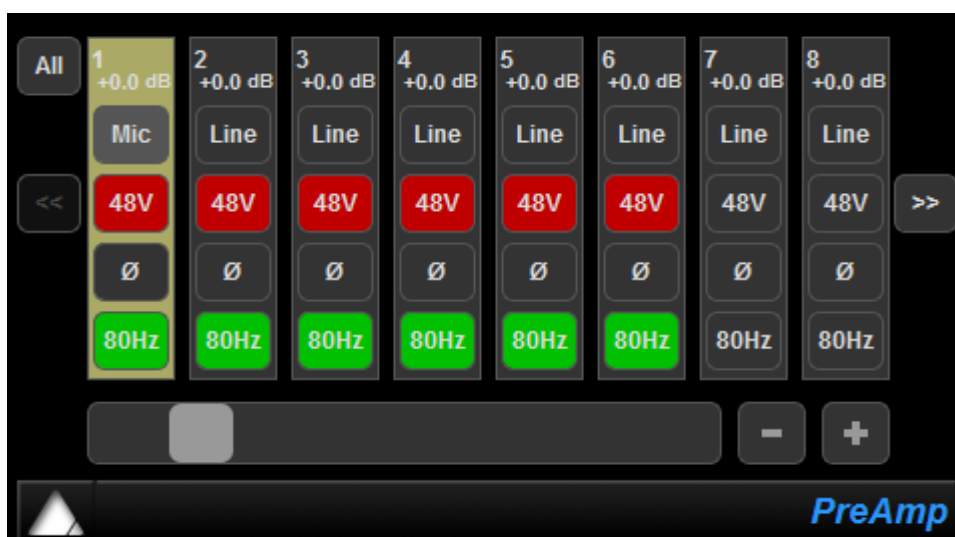 All 1 2 3 4 5 6 7 8
+0.0 dB +0.0 dB +0.0 dB +0.0 dB +0.0 dB +0.0 dB +0.0 dB +0.0 dB
Mic Line Line Line Line Line Line Line
<< 48V 48V 48V 48V 48V 48V 48V 48V >>
Ø Ø Ø Ø Ø Ø Ø Ø
80Hz 80Hz 80Hz 80Hz 80Hz 80Hz 80Hz 80Hz
- +
PreAmp